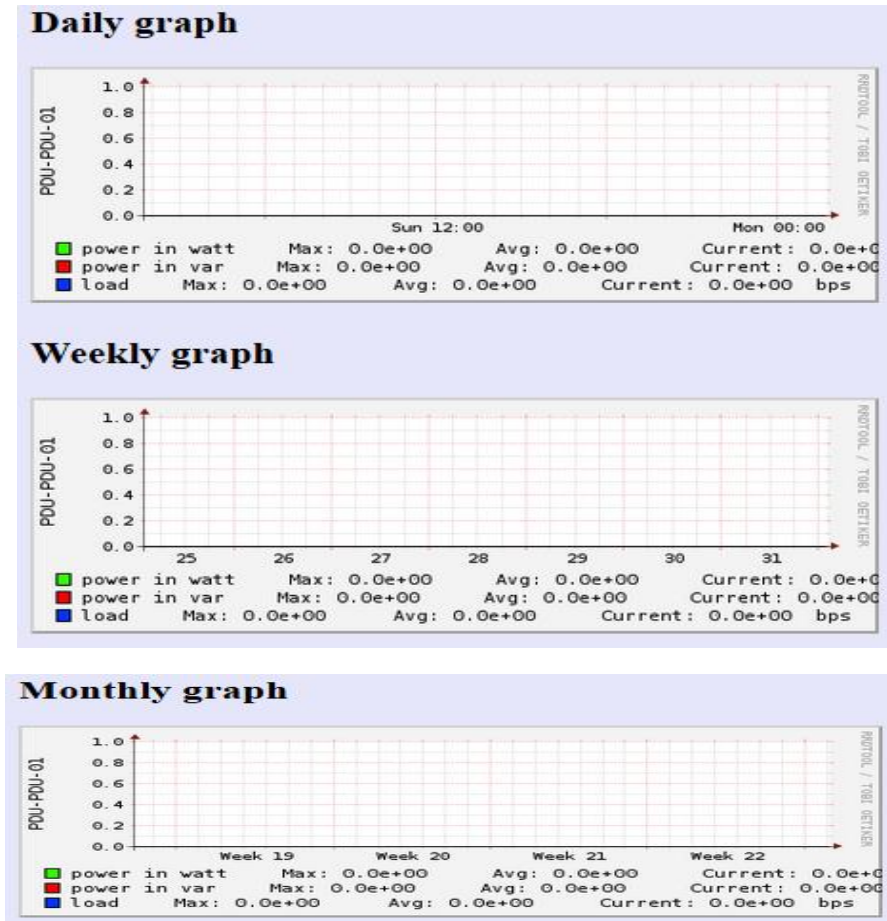 Daily graph
RRDTOOL / TOBI OETIKER
PDU-PDU-01
1.0
0.8
0.6
0.4
0.2
0.0
Sun 12:00 Mon 00:00
power in watt Max: 0.0e+00 Avg: 0.0e+00 Current: 0.0e+0
power in var Max: 0.0e+00 Avg: 0.0e+00 Current: 0.0e+00
load Max: 0.0e+00 Avg: 0.0e+00 Current: 0.0e+00 bps
Weekly graph
RRDTOOL / TOBI OETIKER
PDU-PDU-01
1.0
0.8
0.6
0.4
0.2
0.0
25 26 27 28 29 30 31
power in watt Max: 0.0e+00 Avg: 0.0e+00 Current: 0.0e+0
power in var Max: 0.0e+00 Avg: 0.0e+00 Current: 0.0e+00
load Max: 0.0e+00 Avg: 0.0e+00 Current: 0.0e+00 bps
Monthly graph
RRDTOOL / TOBI OETIKER
PDU-PDU-01
1.0
0.8
0.6
0.4
0.2
0.0
Week 19 Week 20 Week 21 Week 22
power in watt Max: 0.0e+00 Avg: 0.0e+00 Current: 0.0e+0
power in var Max: 0.0e+00 Avg: 0.0e+00 Current: 0.0e+00
load Max: 0.0e+00 Avg: 0.0e+00 Current: 0.0e+00 bps